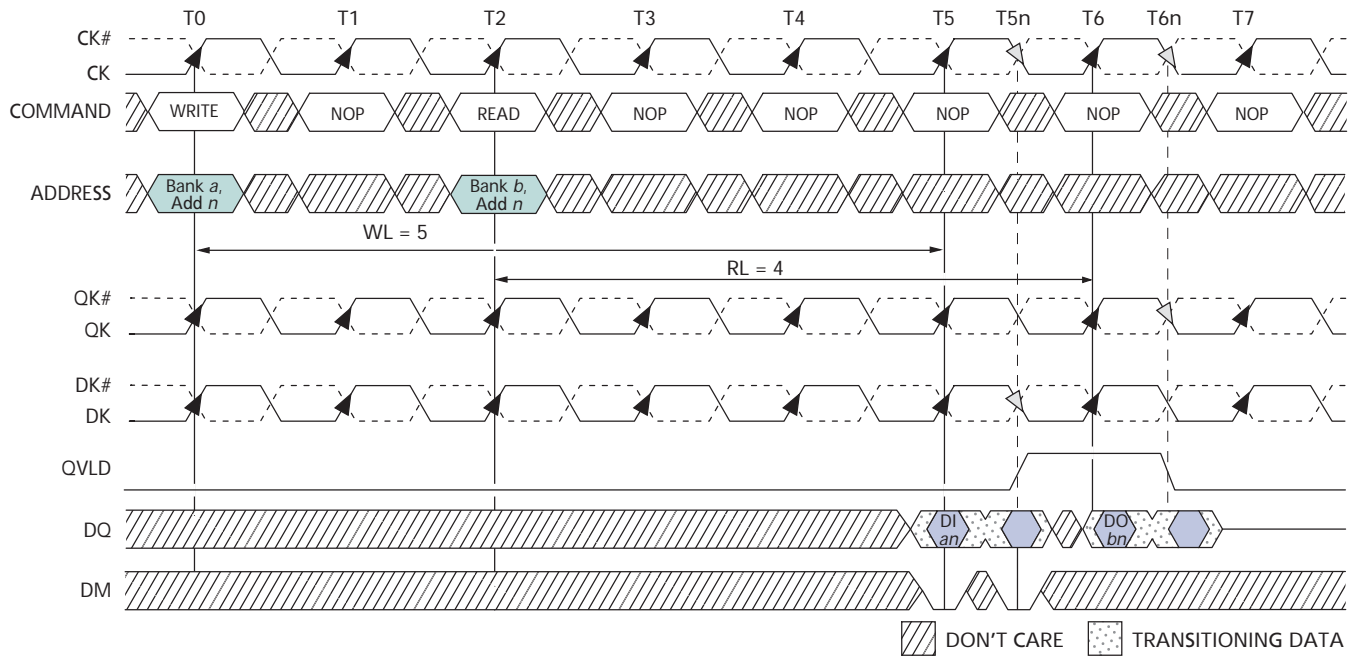 T0 T1 T2 T3 T4 T5 T5n T6 T6n T7
CK#
CK
COMMAND WRITE NOP READ NOP NOP NOP NOP NOP
ADDRESS Bank a, Add n Bank b, Add n
WL = 5
RL = 4
QK#
QK
DK#
DK
QVLD
DQ DI an DO bn
DM
DON'T CARE TRANSITIONING DATA